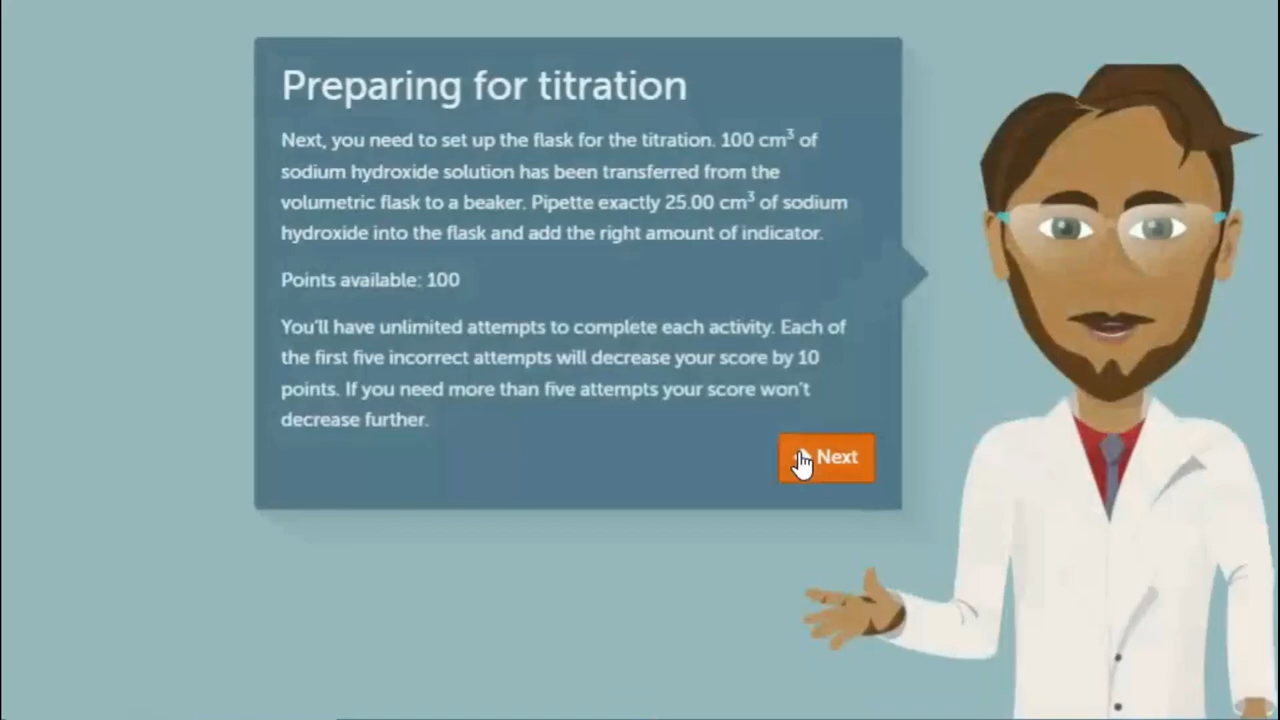 Preparing for titration
Next, you need to set up the flask for the titration. 100 cm³ of
sodium hydroxide solution has been transferred from the
volumetric flask to a beaker. Pipette exactly 25.00 cm³ of sodium
hydroxide into the flask and add the right amount of indicator.
Points available: 100
You'll have unlimited attempts to complete each activity. Each of
the first five incorrect attempts will decrease your score by 10
points. If you need more than five attempts your score won't
decrease further.
Next